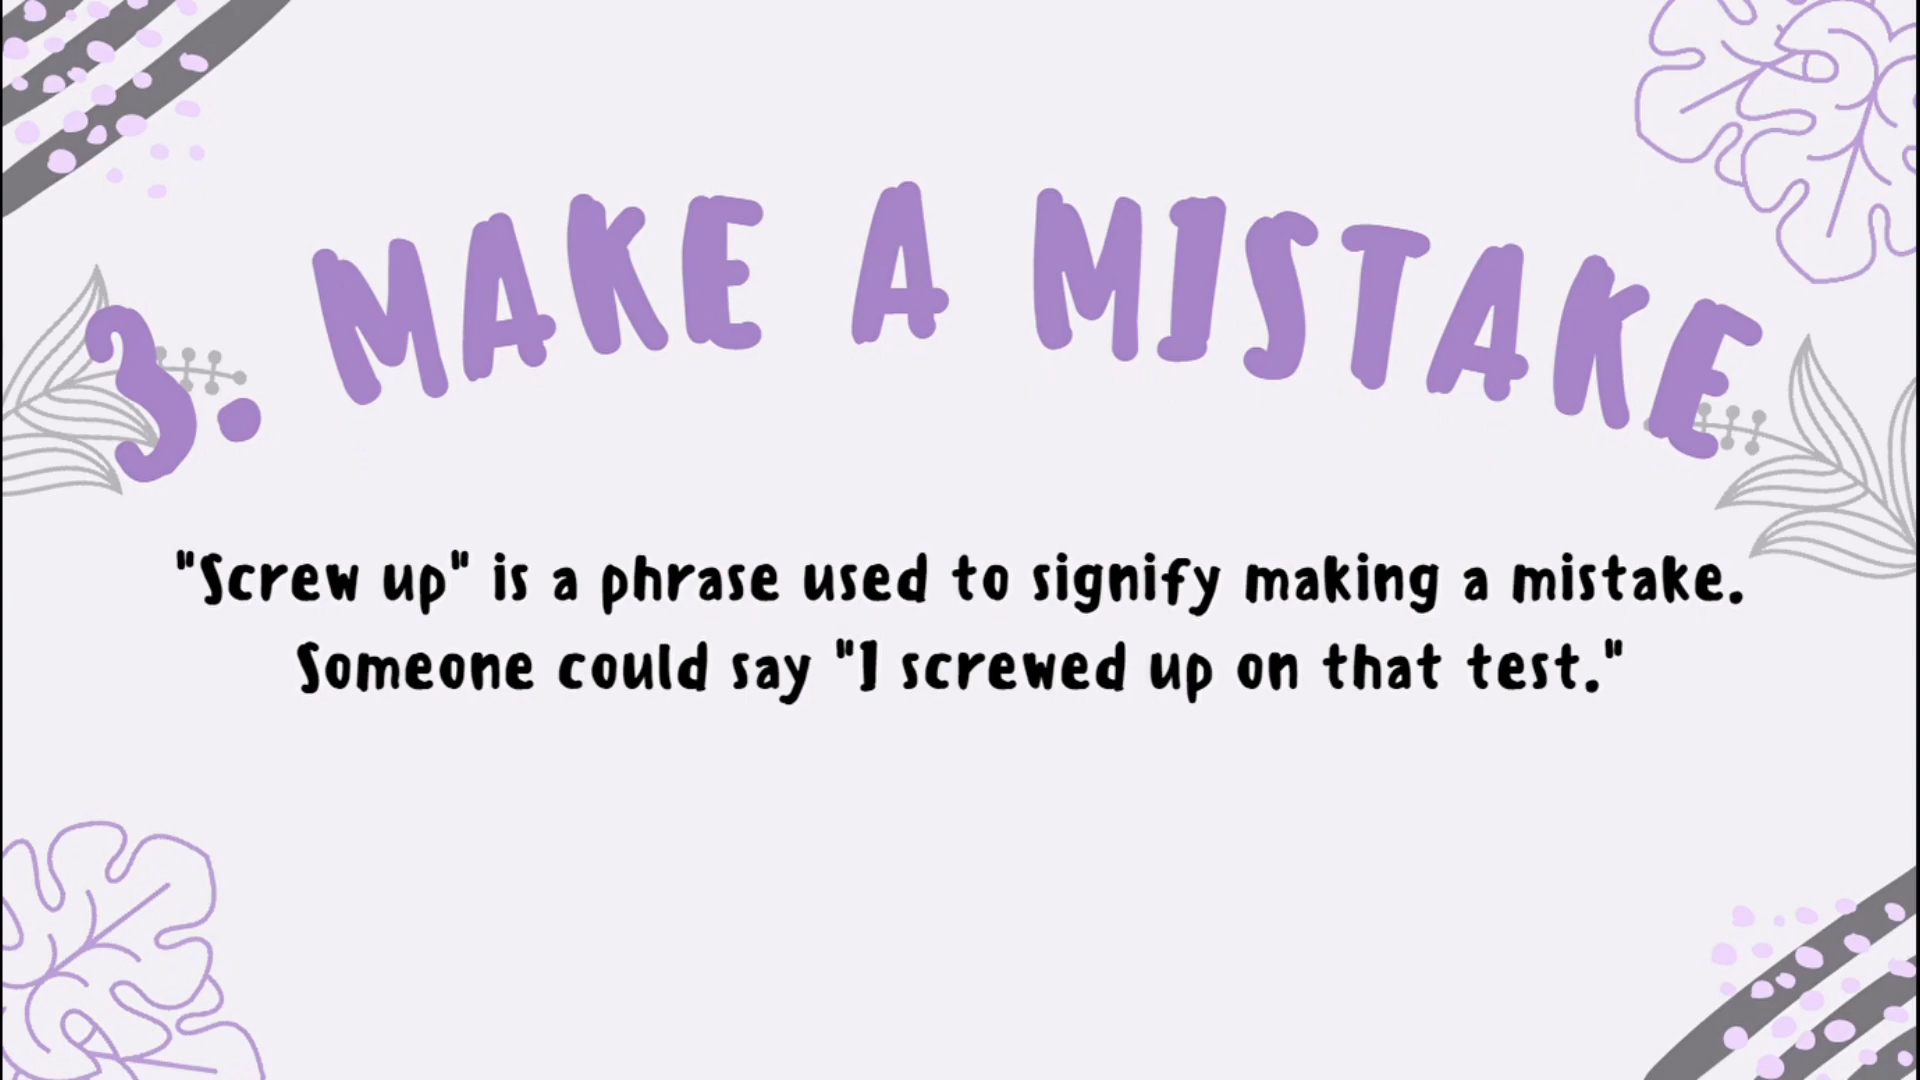 3. MAKE A MISTAKE
"Screw up" is a phrase used to signify making a mistake.
Someone could say "I screwed up on that test."